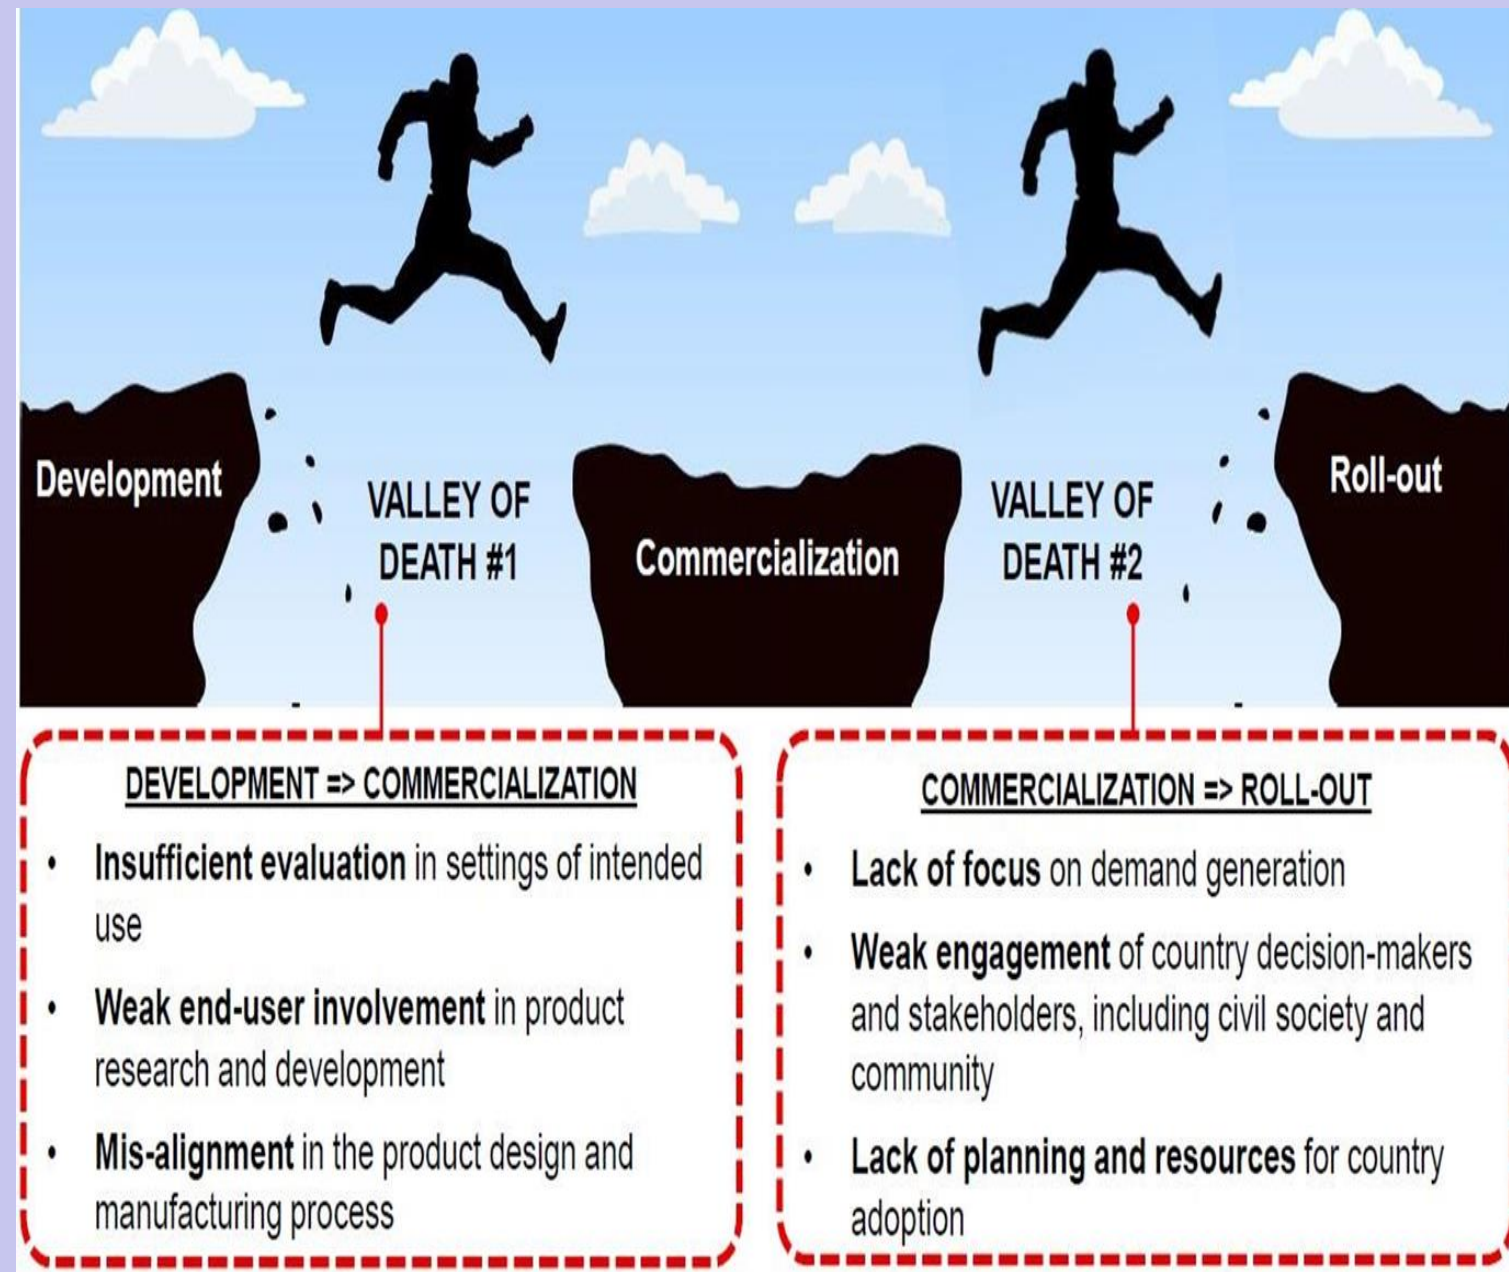 Development
VALLEY OF
DEATH #1
Commercialization
VALLEY OF
DEATH #2
Roll-out
DEVELOPMENT => COMMERCIALIZATION
• Insufficient evaluation in settings of intended
use
• Weak end-user involvement in product
research and development
• Mis-alignment in the product design and
manufacturing process
COMMERCIALIZATION => ROLL-OUT
• Lack of focus on demand generation
• Weak engagement of country decision-makers
and stakeholders, including civil society and
community
• Lack of planning and resources for country
adoption